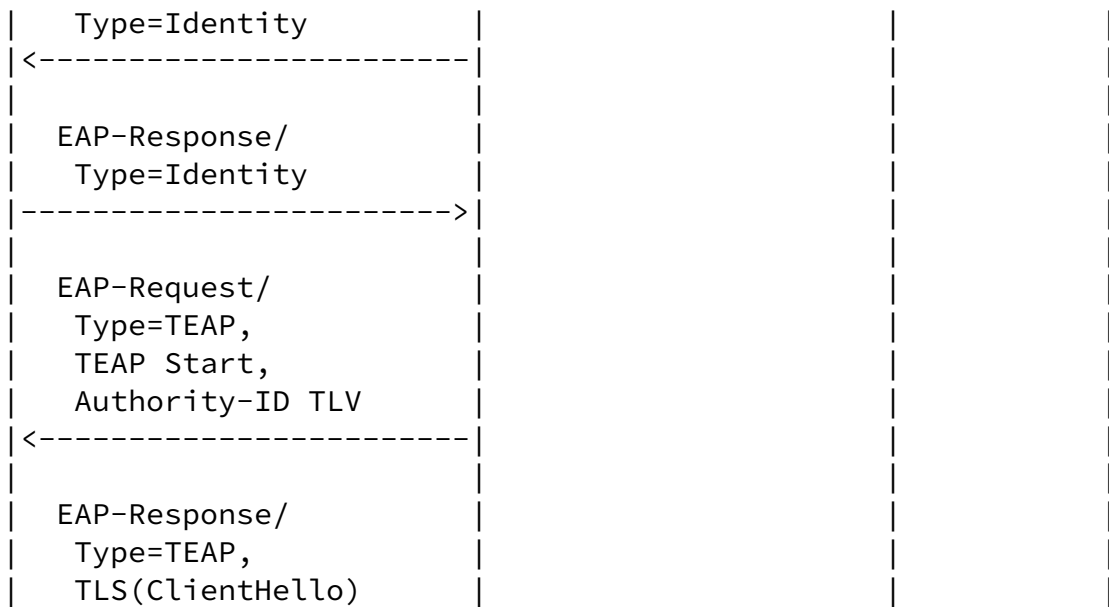 |   Type=Identity         |                      |           |
|<------------------------|                      |           |
|                         |                      |           |
|  EAP-Response/          |                      |           |
|   Type=Identity         |                      |           |
|------------------------>|                      |           |
|                         |                      |           |
|  EAP-Request/           |                      |           |
|   Type=TEAP,            |                      |           |
|   TEAP Start,           |                      |           |
|   Authority-ID TLV      |                      |           |
|<------------------------|                      |           |
|                         |                      |           |
|  EAP-Response/          |                      |           |
|   Type=TEAP,            |                      |           |
|   TLS(ClientHello)      |                      |           |